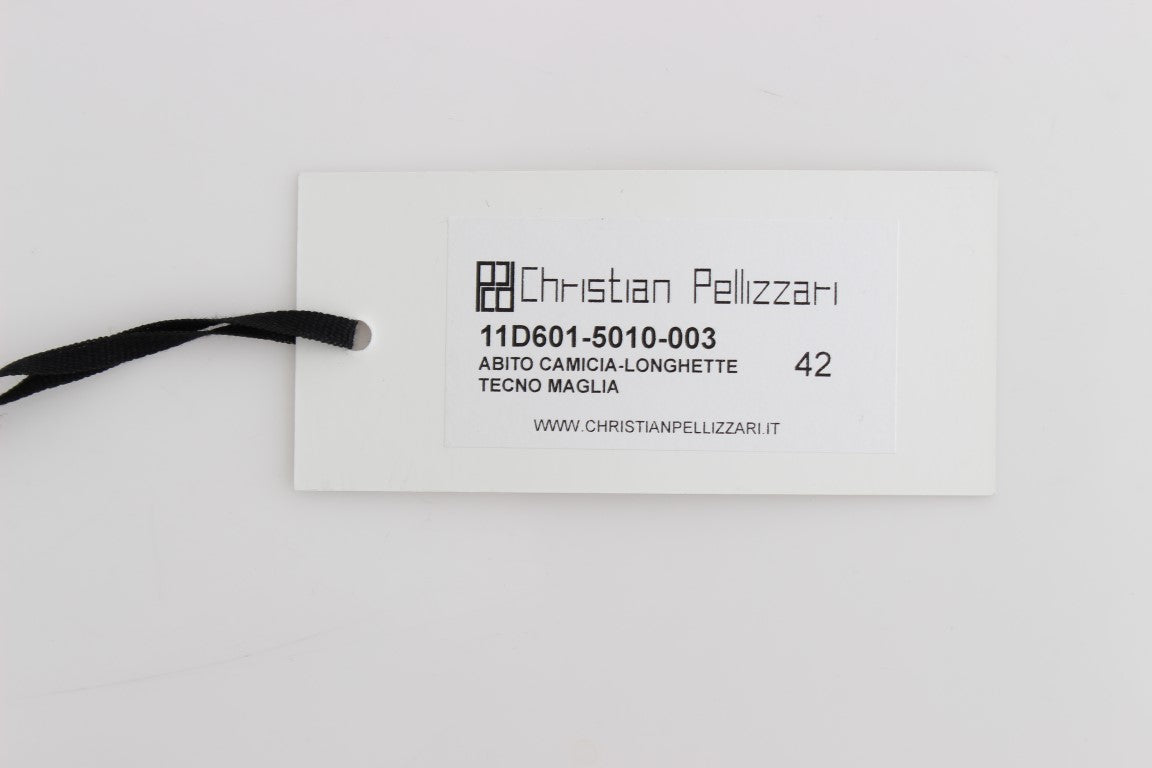 Christian Pellizzari
11D601-5010-003
ABITO CAMICIA-LONGHETTE
TECNO MAGLIA
42
WWW.CHRISTIANPELLIZZARI.IT